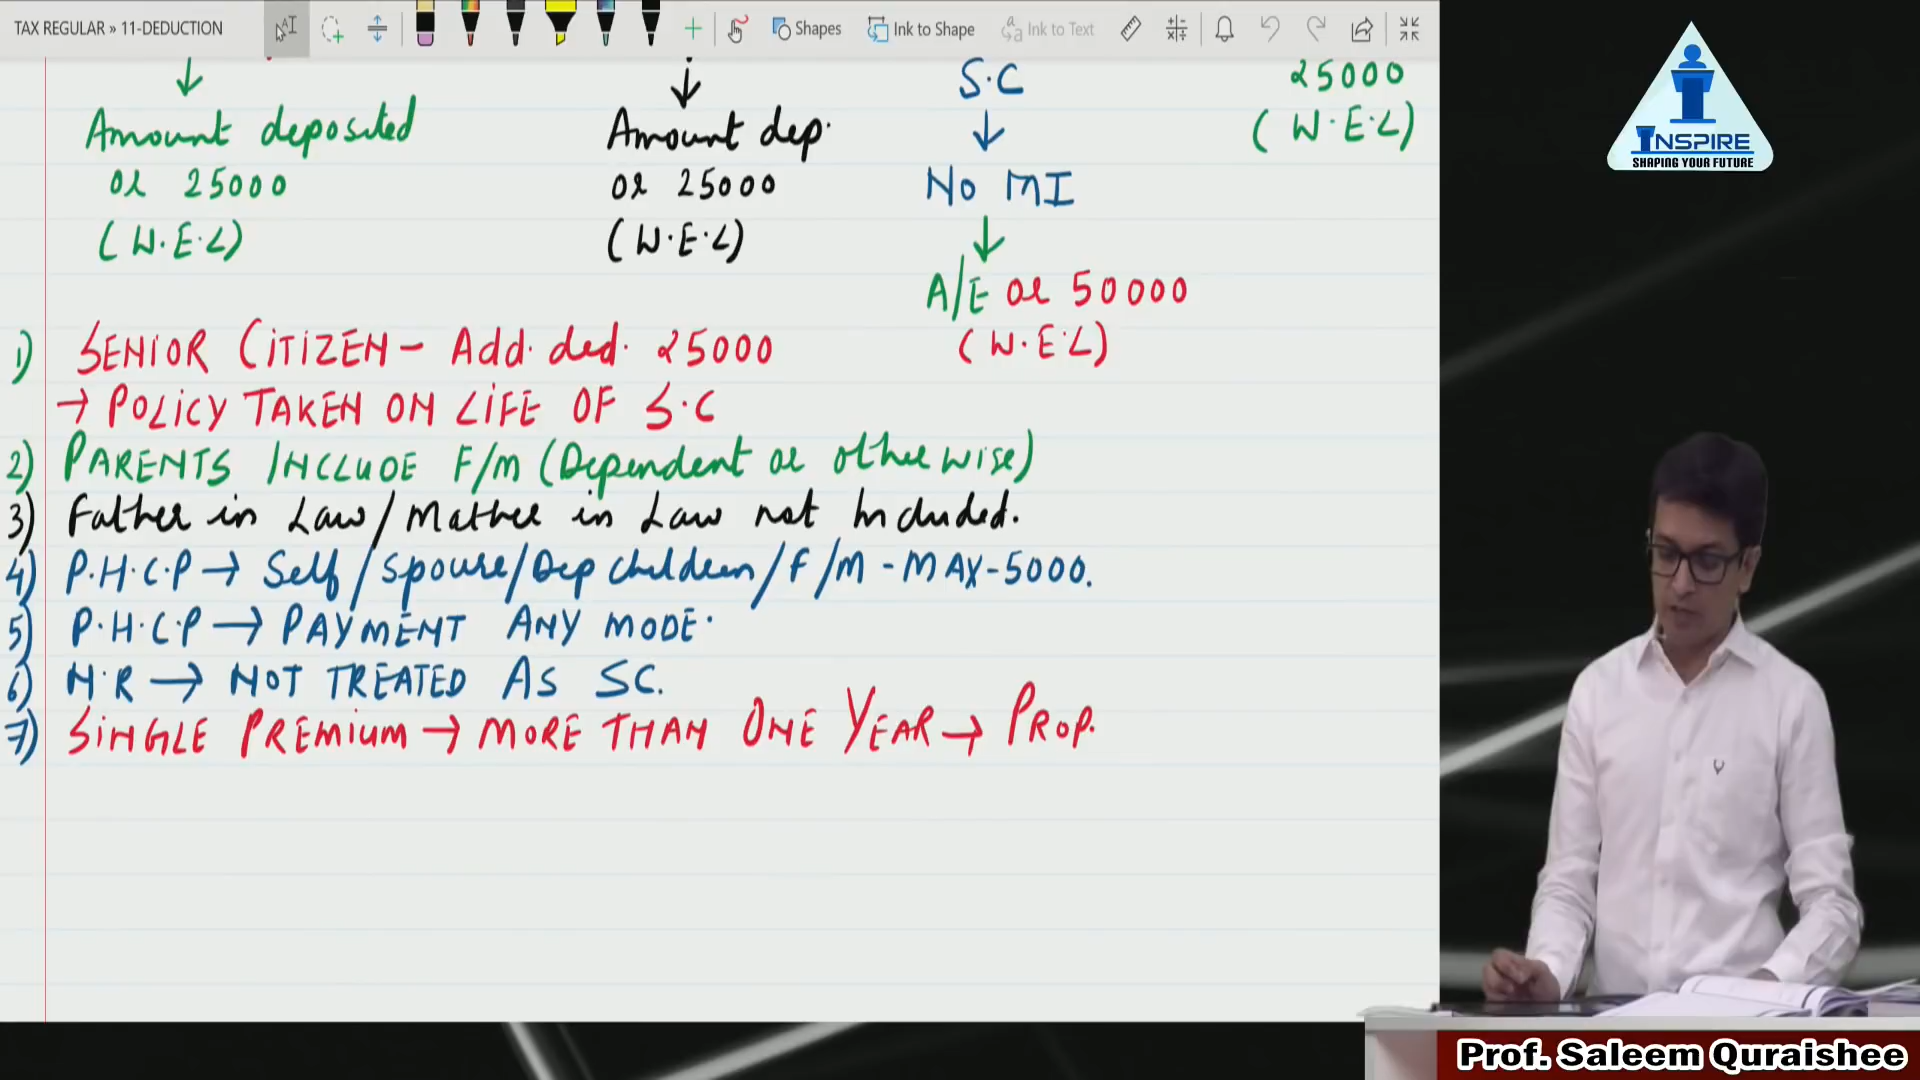 TAX REGULAR » 11-DEDUCTION
Shapes
Ink to Shape
Ink to Text
Amount deposited
or 25000
(W.E.L)
Amount dep.
or 25000
(W.E.L)
S.C
No MI
A/E or 50000
(W.E.L)
25000
(W.E.L)
1) SENIOR CITIZEN - Add. ded. 25000
→ POLICY TAKEN ON LIFE OF S.C
2) PARENTS INCLUDE F/M (Dependent or otherwise)
3) Father in Law/Mother in Law not Included.
4) P.H.C.P → Self/Spouse/Dep children/F/M - MAX-5000.
5) P.H.C.P → PAYMENT ANY MODE.
6) N.R → NOT TREATED AS SC.
7) SINGLE PREMIUM → MORE THAN ONE YEAR → PROP.
INSPIRE
SHAPING YOUR FUTURE
Prof. Saleem Quraishee